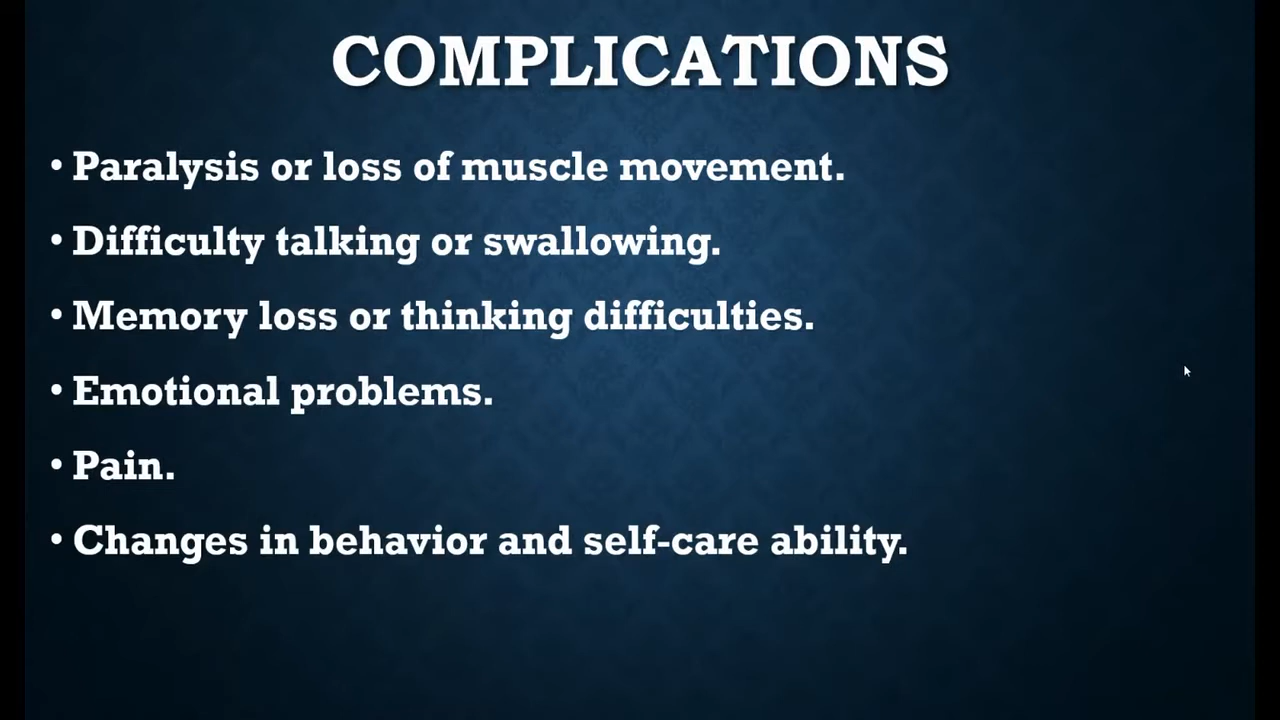 COMPLICATIONS
• Paralysis or loss of muscle movement.
• Difficulty talking or swallowing.
• Memory loss or thinking difficulties.
• Emotional problems.
• Pain.
• Changes in behavior and self-care ability.